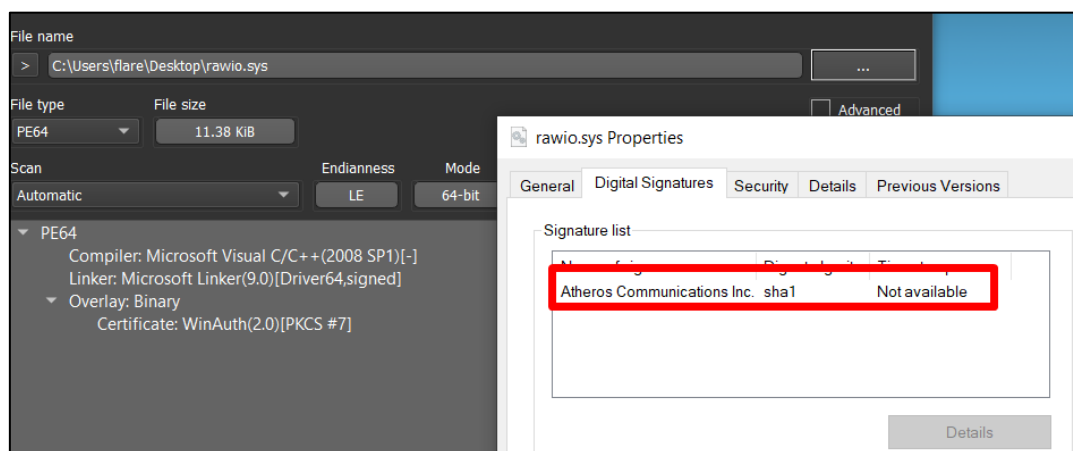 File name
> C:\Users\flare\Desktop\rawio.sys ...
File type File size Advanced
PE64 11.38 KiB
rawio.sys Properties
Scan Endianness Mode
Automatic LE 64-bit
General Digital Signatures Security Details Previous Versions
PE64
Signature list
Compiler: Microsoft Visual C/C++(2008 SP1)[-]
Linker: Microsoft Linker(9.0)[Driver64,signed]
Overlay: Binary
Atheros Communications Inc. sha1 Not available
Certificate: WinAuth(2.0)[PKCS #7]
Details